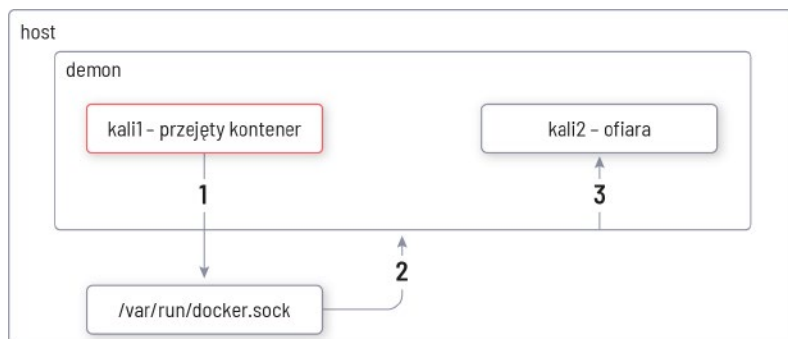 host
demon
kali1 – przejęty kontener
kali2 – ofiara
1
3
2
/var/run/docker.sock